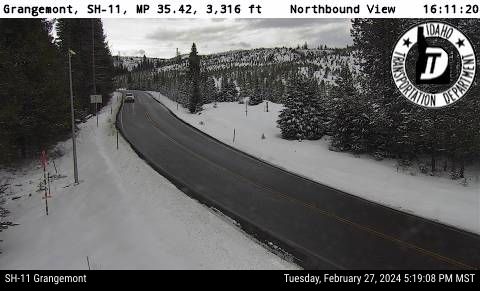 Grangemont, SH-11, MP 35.42, 3,316 ft Northbound View 16:11:20
IDAHO
TRANSPORTATION DEPARTMENT
SH-11 Grangemont Tuesday, February 27, 2024 5:19:08 PM MST